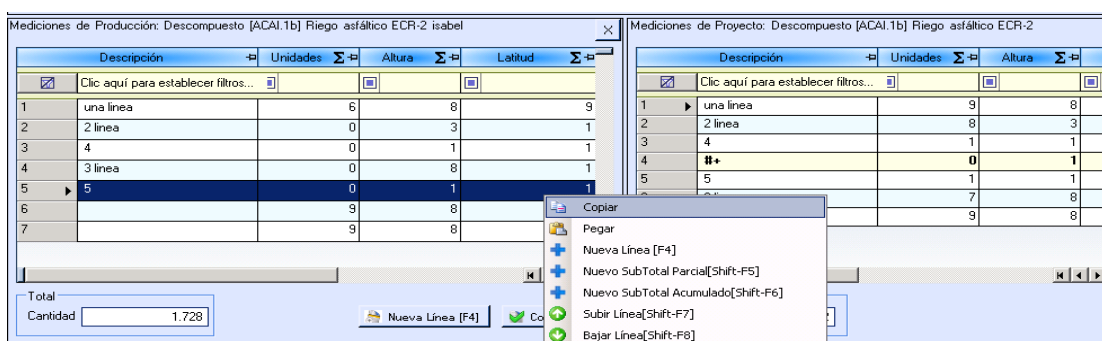 Mediciones de Producción: Descompuesto [ACAI.1b] Riego asfáltico ECR-2 isabel
Descripción Unidades Σ Altura Σ Latitud Σ
Clic aquí para establecer filtros...
1 una linea 6 8 9
2 2 linea 0 3 1
3 4 0 1 1
4 3 linea 0 8 1
5 5 0 1 1
6 9 8
7 9 8
Total
Cantidad 1.728
Nueva Línea [F4]
Copiar
Pegar
Nueva Línea [F4]
Nuevo SubTotal Parcial[Shift-F5]
Nuevo SubTotal Acumulado[Shift-F6]
Subir Línea[Shift-F7]
Bajar Línea[Shift-F8]
Mediciones de Proyecto: Descompuesto [ACAI.1b] Riego asfáltico ECR-2
Descripción Unidades Σ Altura Σ
Clic aquí para establecer filtros...
1 una linea 9 8
2 2 linea 8 3
3 4 1 1
4 #+ 0 1
5 5 1 1
7 8
9 8